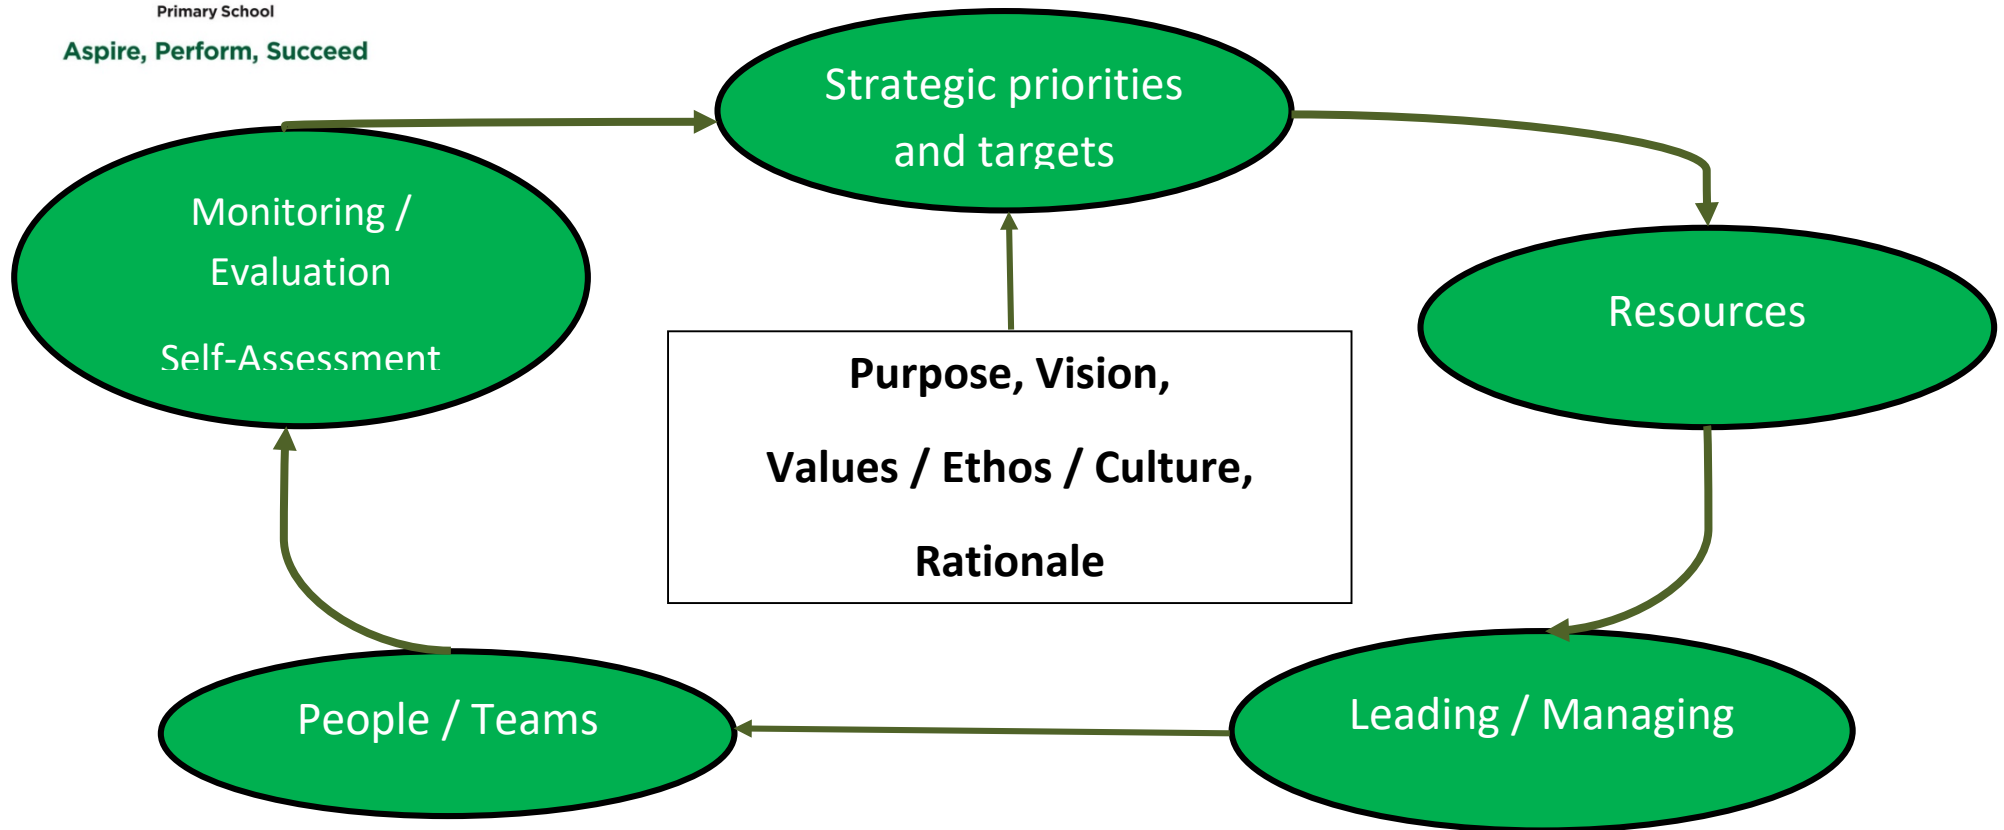 Primary School
Aspire, Perform, Succeed
Strategic priorities
and targets
Monitoring /
Evaluation
Self-Assessment
Resources
Purpose, Vision,
Values / Ethos / Culture,
Rationale
People / Teams
Leading / Managing